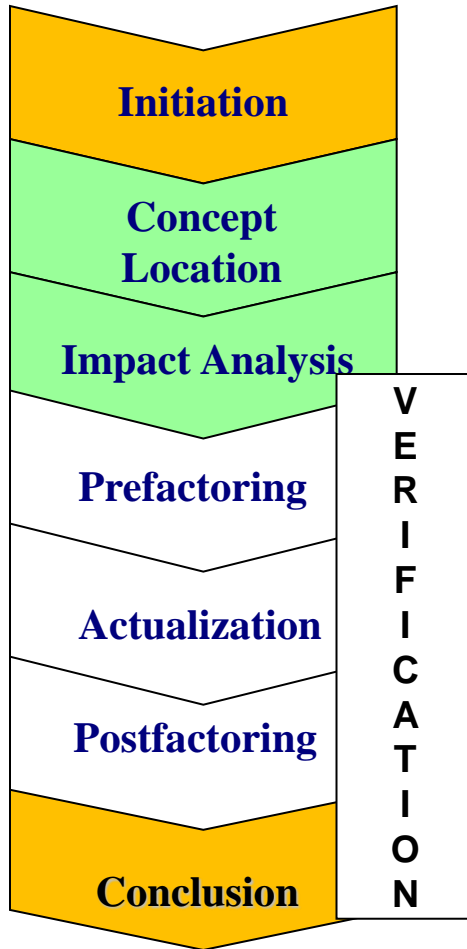 Initiation
Concept
Location
Impact Analysis
Prefactoring
Actualization
Postfactoring
Conclusion
V
E
R
I
F
I
C
A
T
I
O
N